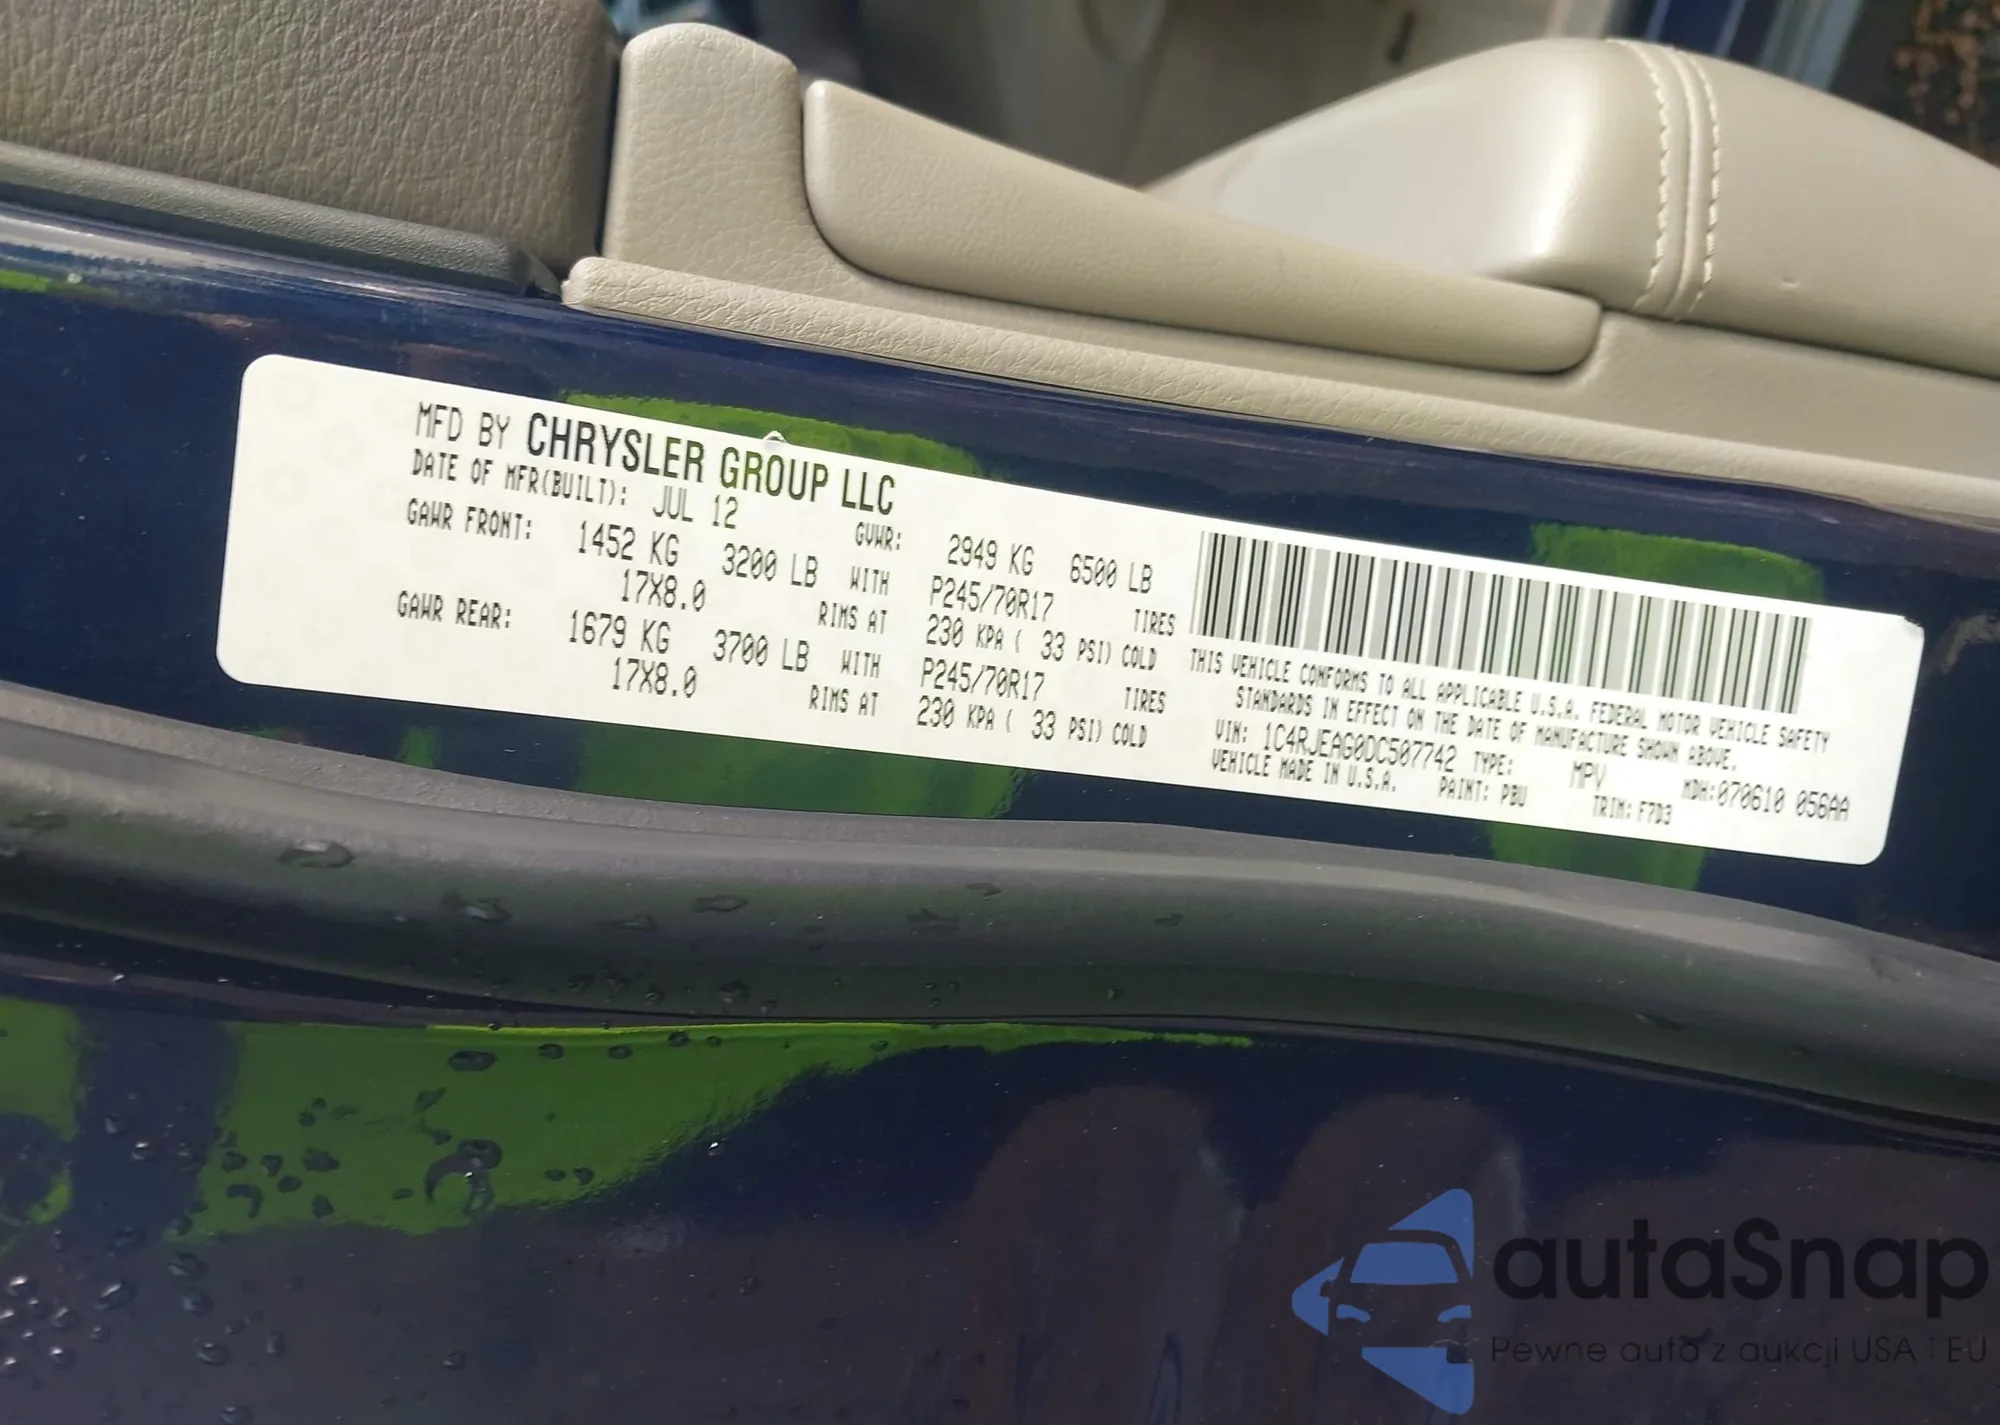 MFD BY CHRYSLER GROUP LLC
DATE OF MFR(BUILT): JUL 12 GVWR: 2949 KG 6500 LB
GAWR FRONT: 1452 KG 3200 LB WITH P245/70R17 TIRES
17X8.0 RIMS AT 230 KPA ( 33 PSI) COLD
GAWR REAR: 1679 KG 3700 LB WITH P245/70R17 TIRES
17X8.0 RIMS AT 230 KPA ( 33 PSI) COLD
THIS VEHICLE CONFORMS TO ALL APPLICABLE U.S.A. FEDERAL MOTOR VEHICLE SAFETY
STANDARDS IN EFFECT ON THE DATE OF MANUFACTURE SHOWN ABOVE.
VIN: 1C4RJEAG0DC507742 TYPE: MPV MDH:070610 056AA
VEHICLE MADE IN U.S.A. PAINT: PBU TRIM: F7D3
autaSnap
Pewne auta z aukcji USA i EU